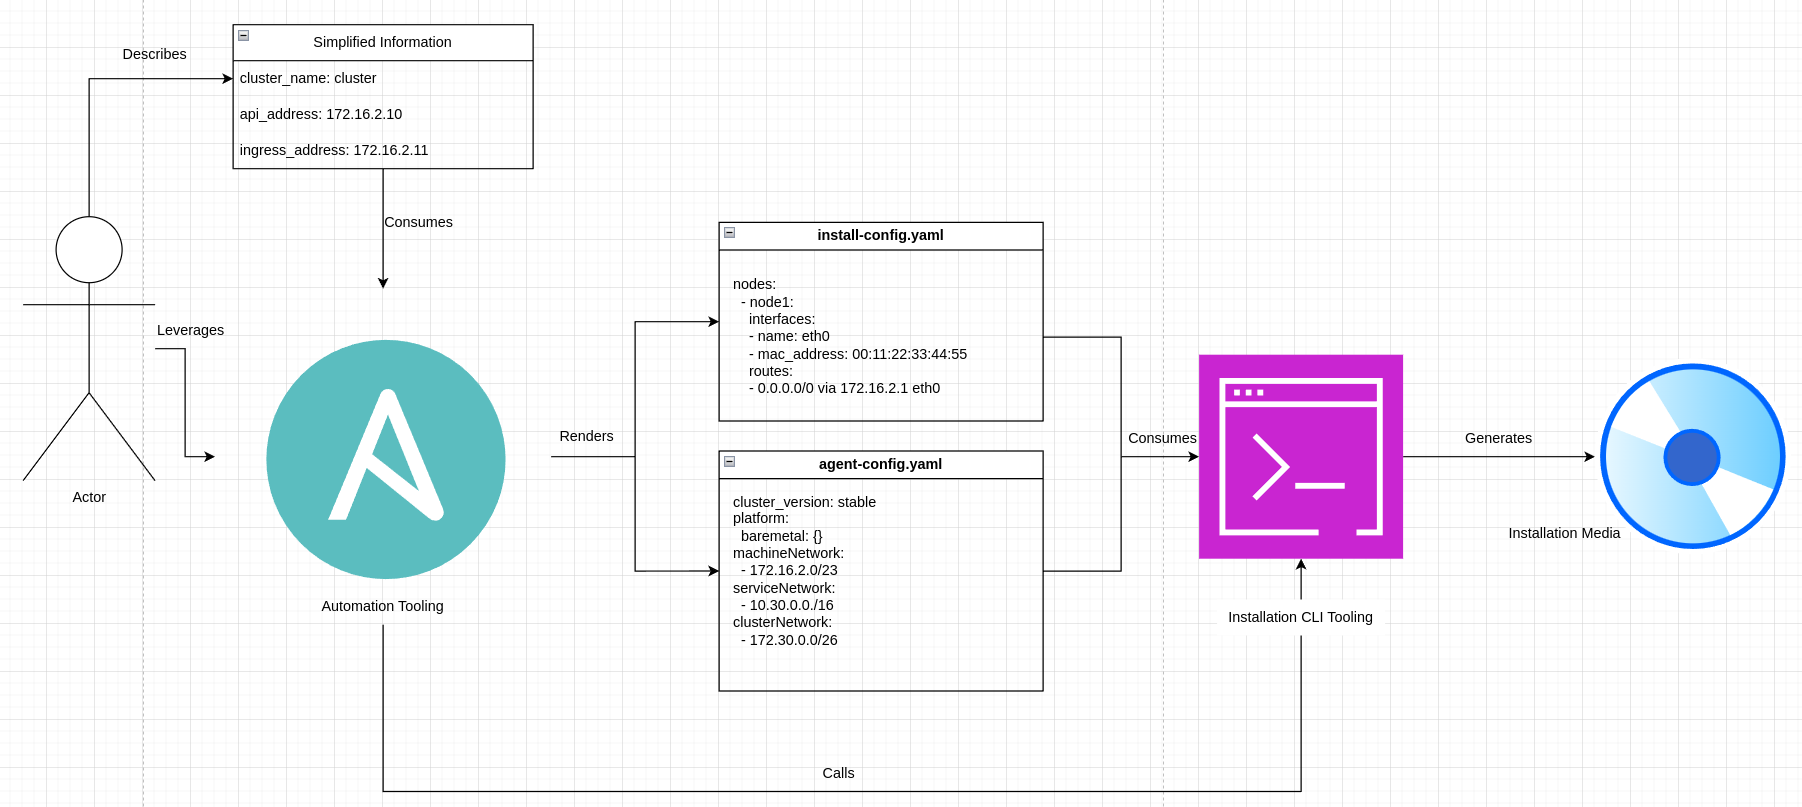 Describes
Simplified Information
cluster_name: cluster
api_address: 172.16.2.10
ingress_address: 172.16.2.11
Consumes
Leverages
Actor
Automation Tooling
Renders
install-config.yaml
nodes:
- node1:
interfaces:
- name: eth0
- mac_address: 00:11:22:33:44:55
routes:
- 0.0.0.0/0 via 172.16.2.1 eth0
agent-config.yaml
cluster_version: stable
platform:
baremetal: {}
machineNetwork:
- 172.16.2.0/23
serviceNetwork:
- 10.30.0.0./16
clusterNetwork:
- 172.30.0.0/26
Consumes
Installation CLI Tooling
Generates
Installation Media
Calls